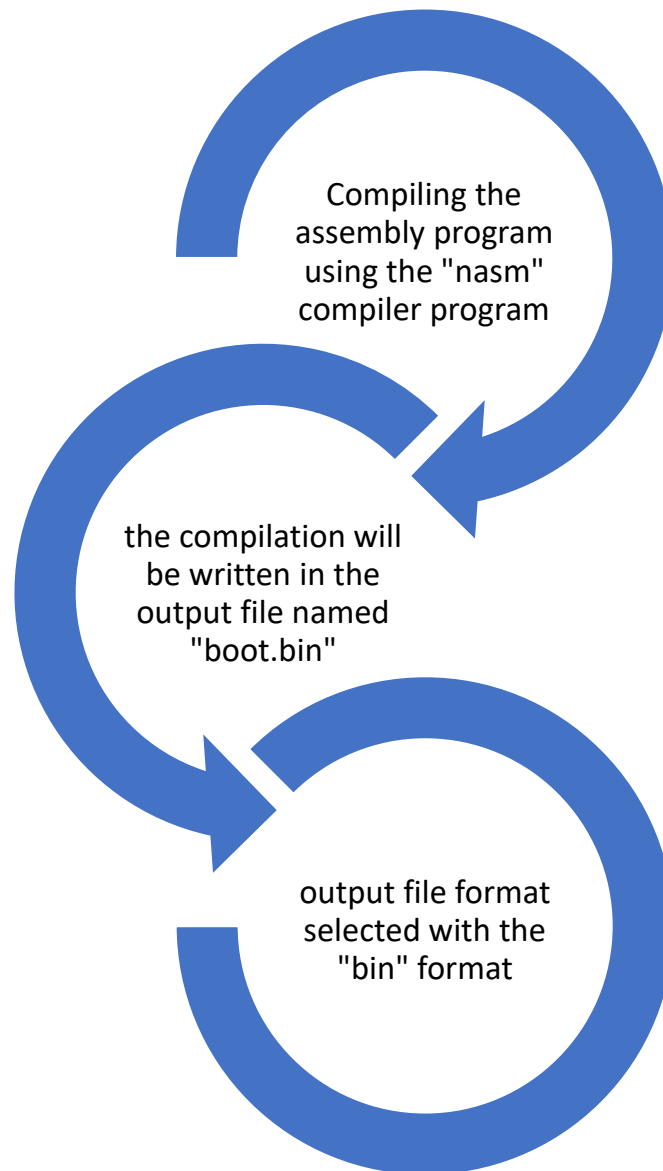 Compiling the
assembly program
using the "nasm"
compiler program
the compilation will
be written in the
output file named
"boot.bin"
output file format
selected with the
"bin" format